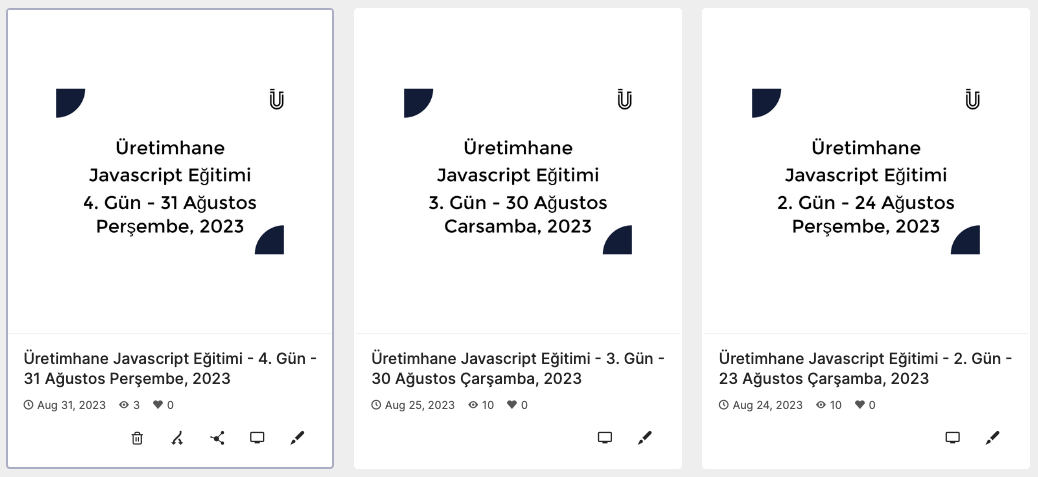 Ü
Üretimhane
Javascript Eğitimi
4. Gün - 31 Ağustos
Perşembe, 2023
Üretimhane Javascript Eğitimi - 4. Gün -
31 Ağustos Perşembe, 2023
Aug 31, 2023 3 0
Ü
Üretimhane
Javascript Eğitimi
3. Gün - 30 Ağustos
Carsamba, 2023
Üretimhane Javascript Eğitimi - 3. Gün -
30 Ağustos Çarşamba, 2023
Aug 25, 2023 10 0
Ü
Üretimhane
Javascript Eğitimi
2. Gün - 24 Ağustos
Perşembe, 2023
Üretimhane Javascript Eğitimi - 2. Gün -
23 Ağustos Çarşamba, 2023
Aug 24, 2023 10 0